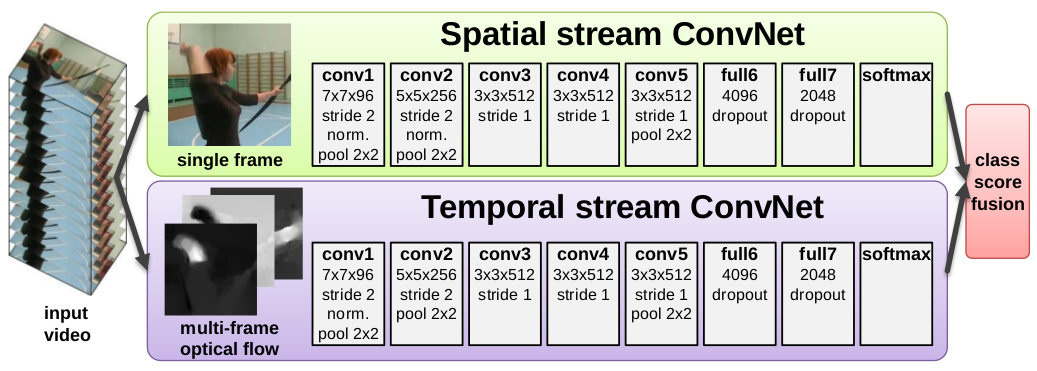 Spatial stream ConvNet
conv1
7x7x96
stride 2
norm.
pool 2x2
conv2
5x5x256
stride 2
norm.
pool 2x2
conv3
3x3x512
stride 1
conv4
3x3x512
stride 1
conv5
3x3x512
stride 1
pool 2x2
full6
4096
dropout
full7
2048
dropout
softmax
single frame
Temporal stream ConvNet
conv1
7x7x96
stride 2
norm.
pool 2x2
conv2
5x5x256
stride 2
pool 2x2
conv3
3x3x512
stride 1
conv4
3x3x512
stride 1
conv5
3x3x512
stride 1
pool 2x2
full6
4096
dropout
full7
2048
dropout
softmax
multi-frame
optical flow
input
video
class
score
fusion